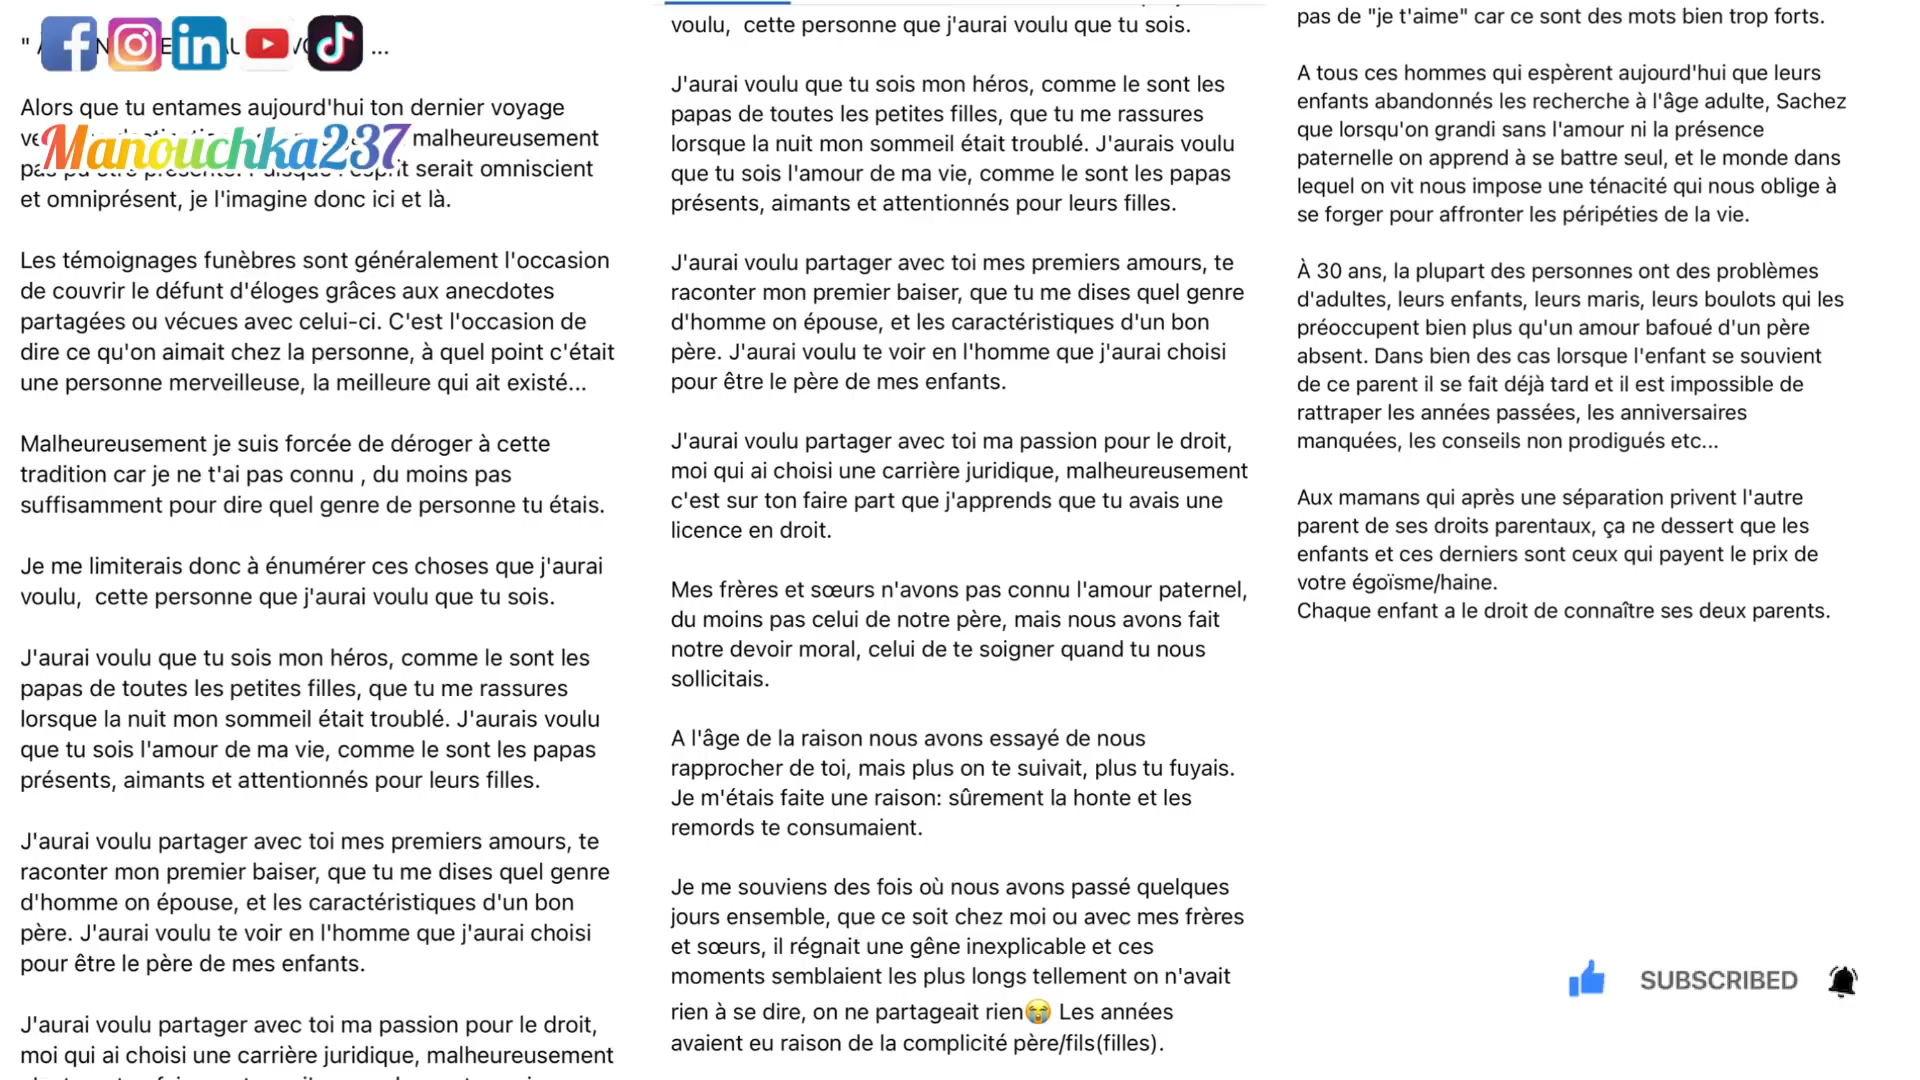 " À
...
Alors que tu entames aujourd'hui ton dernier voyage
Manouchka237
malheureusement
serait omniscient
et omniprésent, je l'imagine donc ici et là.
Les témoignages funèbres sont généralement l'occasion
de couvrir le défunt d'éloges grâces aux anecdotes
partagées ou vécues avec celui-ci. C'est l'occasion de
dire ce qu'on aimait chez la personne, à quel point c'était
une personne merveilleuse, la meilleure qui ait existé...
Malheureusement je suis forcée de déroger à cette
tradition car je ne t'ai pas connu , du moins pas
suffisamment pour dire quel genre de personne tu étais.
Je me limiterais donc à énumérer ces choses que j'aurai
voulu,  cette personne que j'aurai voulu que tu sois.
J'aurai voulu que tu sois mon héros, comme le sont les
papas de toutes les petites filles, que tu me rassures
lorsque la nuit mon sommeil était troublé. J'aurais voulu
que tu sois l'amour de ma vie, comme le sont les papas
présents, aimants et attentionnés pour leurs filles.
J'aurai voulu partager avec toi mes premiers amours, te
raconter mon premier baiser, que tu me dises quel genre
d'homme on épouse, et les caractéristiques d'un bon
père. J'aurai voulu te voir en l'homme que j'aurai choisi
pour être le père de mes enfants.
J'aurai voulu partager avec toi ma passion pour le droit,
moi qui ai choisi une carrière juridique, malheureusement
voulu,  cette personne que j'aurai voulu que tu sois.
J'aurai voulu que tu sois mon héros, comme le sont les
papas de toutes les petites filles, que tu me rassures
lorsque la nuit mon sommeil était troublé. J'aurais voulu
que tu sois l'amour de ma vie, comme le sont les papas
présents, aimants et attentionnés pour leurs filles.
J'aurai voulu partager avec toi mes premiers amours, te
raconter mon premier baiser, que tu me dises quel genre
d'homme on épouse, et les caractéristiques d'un bon
père. J'aurai voulu te voir en l'homme que j'aurai choisi
pour être le père de mes enfants.
J'aurai voulu partager avec toi ma passion pour le droit,
moi qui ai choisi une carrière juridique, malheureusement
c'est sur ton faire part que j'apprends que tu avais une
licence en droit.
Mes frères et sœurs n'avons pas connu l'amour paternel,
du moins pas celui de notre père, mais nous avons fait
notre devoir moral, celui de te soigner quand tu nous
sollicitais.
A l'âge de la raison nous avons essayé de nous
rapprocher de toi, mais plus on te suivait, plus tu fuyais.
Je m'étais faite une raison: sûrement la honte et les
remords te consumaient.
Je me souviens des fois où nous avons passé quelques
jours ensemble, que ce soit chez moi ou avec mes frères
et sœurs, il régnait une gêne inexplicable et ces
moments semblaient les plus longs tellement on n'avait
rien à se dire, on ne partageait rien😭 Les années
avaient eu raison de la complicité père/fils(filles).
pas de "je t'aime" car ce sont des mots bien trop forts.
A tous ces hommes qui espèrent aujourd'hui que leurs
enfants abandonnés les recherche à l'âge adulte, Sachez
que lorsqu'on grandi sans l'amour ni la présence
paternelle on apprend à se battre seul, et le monde dans
lequel on vit nous impose une ténacité qui nous oblige à
se forger pour affronter les péripéties de la vie.
À 30 ans, la plupart des personnes ont des problèmes
d'adultes, leurs enfants, leurs maris, leurs boulots qui les
préoccupent bien plus qu'un amour bafoué d'un père
absent. Dans bien des cas lorsque l'enfant se souvient
de ce parent il se fait déjà tard et il est impossible de
rattraper les années passées, les anniversaires
manquées, les conseils non prodigués etc...
Aux mamans qui après une séparation privent l'autre
parent de ses droits parentaux, ça ne dessert que les
enfants et ces derniers sont ceux qui payent le prix de
votre égoïsme/haine.
Chaque enfant a le droit de connaître ses deux parents.
SUBSCRIBED